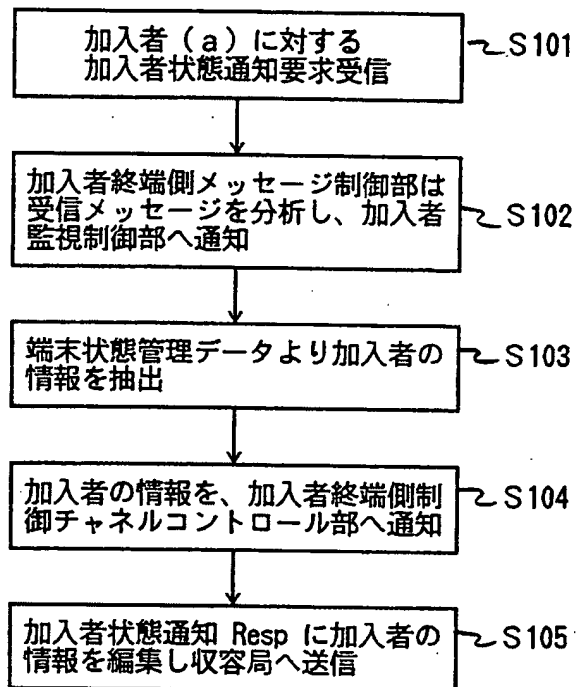 加入者（a）に対する
加入者状態通知要求受信
S101
加入者終端側メッセージ制御部は
受信メッセージを分析し、加入者
監視制御部へ通知
S102
端末状態管理データより加入者の
情報を抽出
S103
加入者の情報を、加入者終端側制
御チャネルコントロール部へ通知
S104
加入者状態通知 Resp に加入者の
情報を編集し収容局へ送信
S105